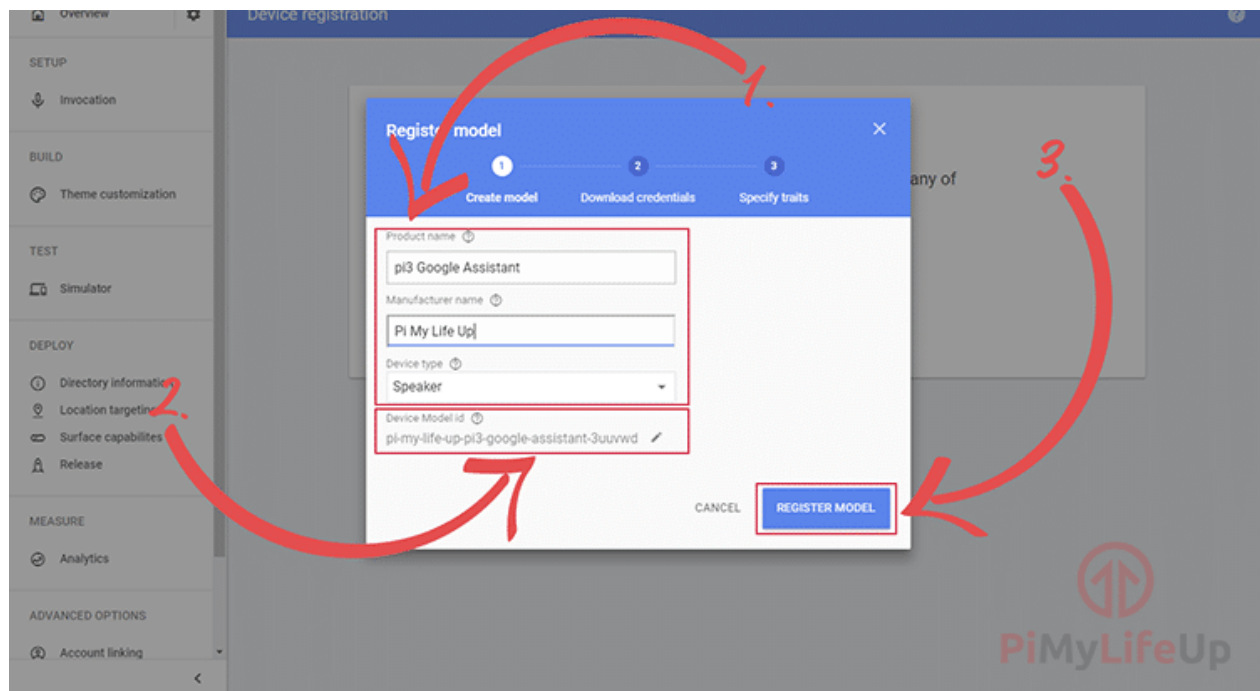 Overview
Device registration
SETUP
Invocation
BUILD
Theme customization
TEST
Simulator
DEPLOY
Directory information
Location targeting
Surface capabilites
Release
MEASURE
Analytics
ADVANCED OPTIONS
Account linking
any of
Register model
1
2
3
Create model
Download credentials
Specify traits
Product name
pi3 Google Assistant
Manufacturer name
Pi My Life Up
Device type
Speaker
Device Model id
pi-my-life-up-pi3-google-assistant-3uuvwd
CANCEL
REGISTER MODEL
1.
2.
3.
PiMyLifeUp